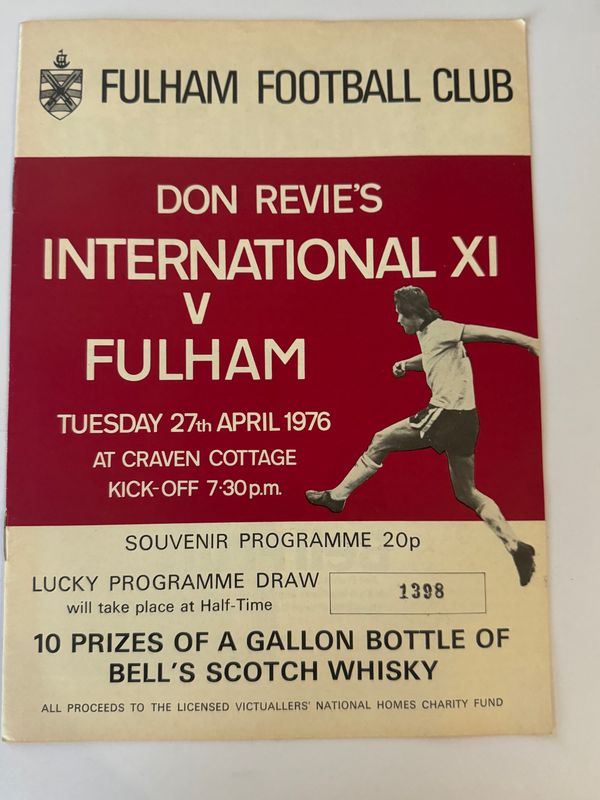 FULHAM FOOTBALL CLUB
DON REVIE'S
INTERNATIONAL XI
V
FULHAM
TUESDAY 27th APRIL 1976
AT CRAVEN COTTAGE
KICK-OFF 7·30p.m.
SOUVENIR PROGRAMME 20p
LUCKY PROGRAMME DRAW
will take place at Half-Time
1398
10 PRIZES OF A GALLON BOTTLE OF
BELL'S SCOTCH WHISKY
ALL PROCEEDS TO THE LICENSED VICTUALLERS' NATIONAL HOMES CHARITY FUND